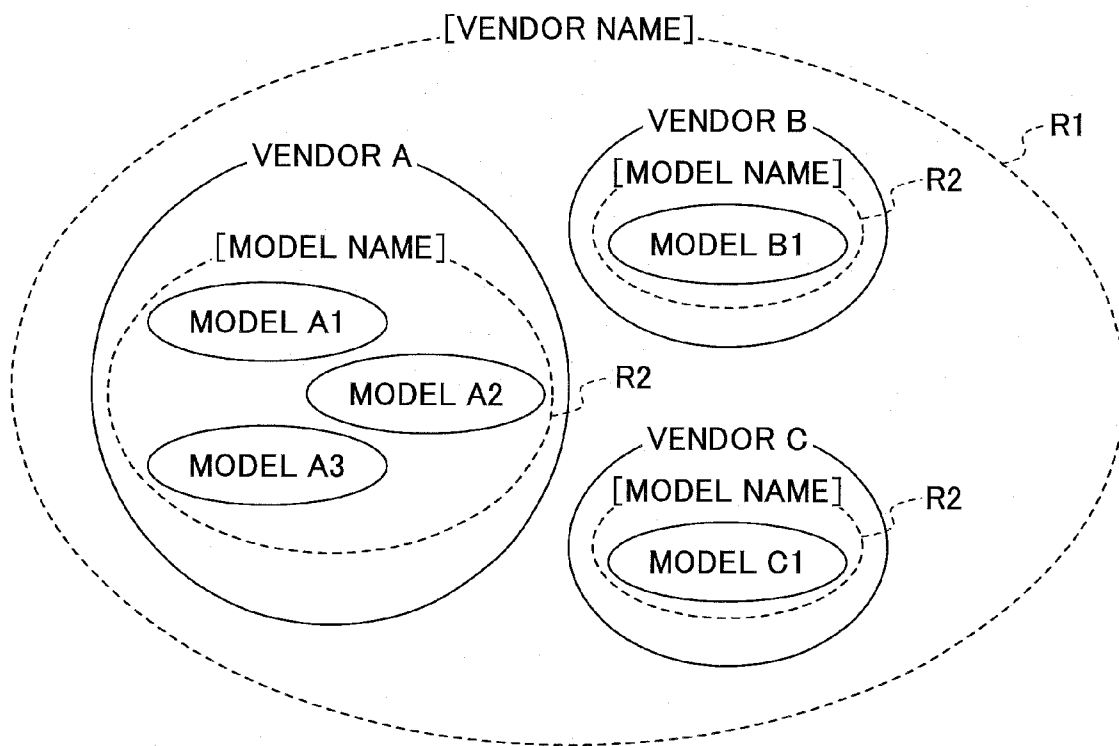 [VENDOR NAME]
R1
VENDOR B
VENDOR A
[MODEL NAME]
R2
MODEL B1
[MODEL NAME]
MODEL A1
MODEL A2
R2
MODEL A3
VENDOR C
[MODEL NAME]
R2
MODEL C1